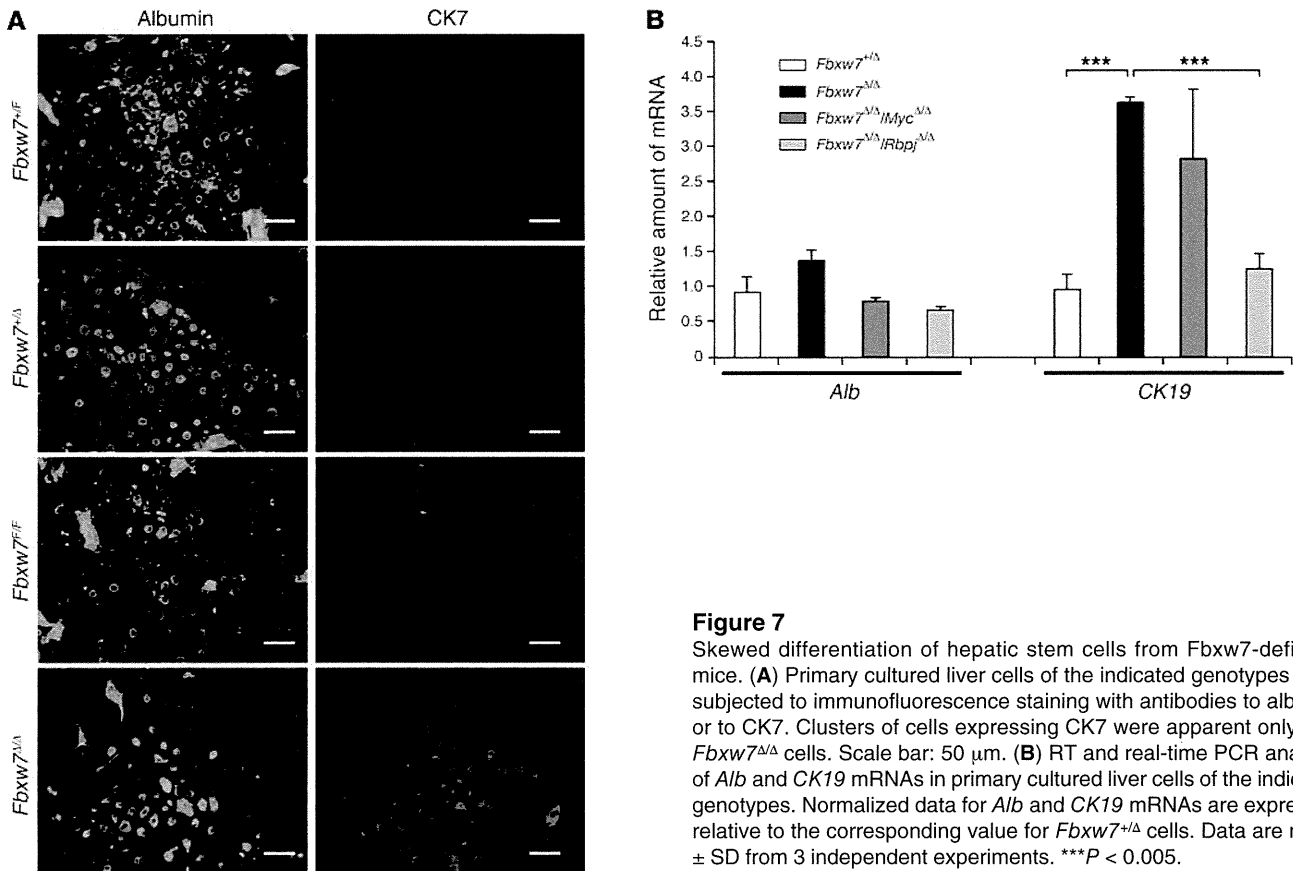 A
Albumin
CK7
Fbxw7+/F
Fbxw7+/Δ
Fbxw7F/F
Fbxw7Δ/Δ
B
Relative amount of mRNA
4.5
4.0
3.5
3.0
2.5
2.0
1.5
1.0
0.5
0
Fbxw7+/Δ
Fbxw7Δ/Δ
Fbxw7Δ/Δ/MycΔ/Δ
Fbxw7Δ/Δ/RbpjΔ/Δ
*** ***
Alb
CK19
Figure 7
Skewed differentiation of hepatic stem cells from Fbxw7-defi
mice. (A) Primary cultured liver cells of the indicated genotypes
subjected to immunofluorescence staining with antibodies to alb
or to CK7. Clusters of cells expressing CK7 were apparent only
Fbxw7Δ/Δ cells. Scale bar: 50 μm. (B) RT and real-time PCR ana
of Alb and CK19 mRNAs in primary cultured liver cells of the indic
genotypes. Normalized data for Alb and CK19 mRNAs are expre
relative to the corresponding value for Fbxw7+/Δ cells. Data are
± SD from 3 independent experiments. ***P < 0.005.